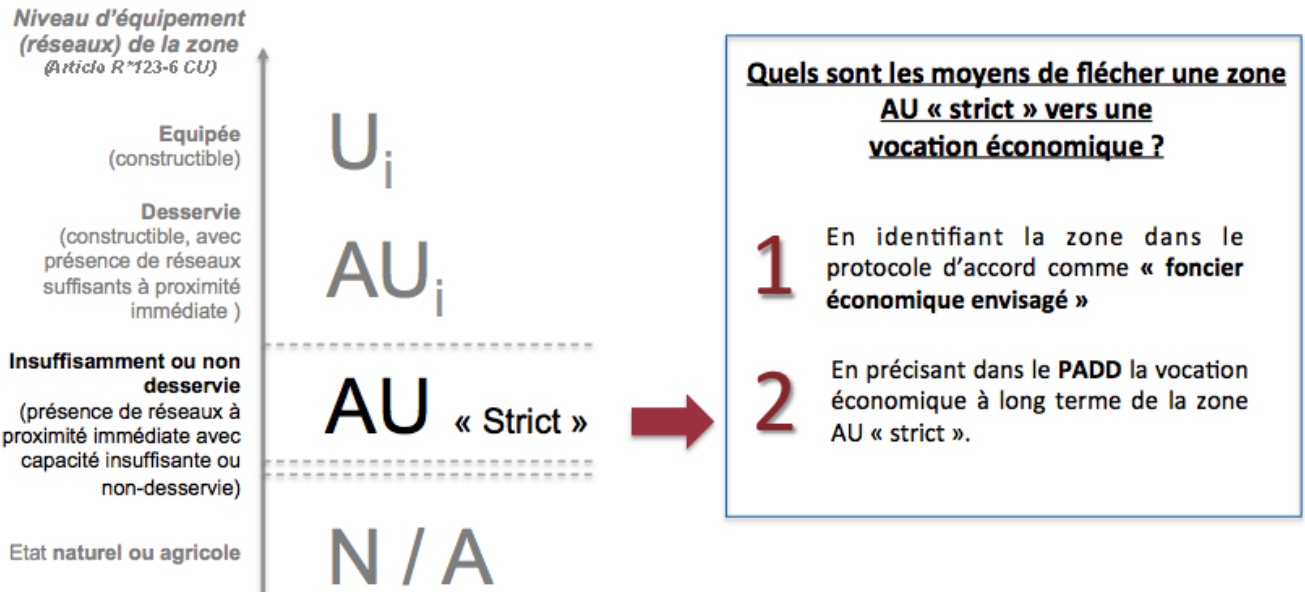 Niveau d'équipement
(réseaux) de la zone
(Article R*123-6 CU)
Equipée
(constructible)
U i
Desservie
(constructible, avec
présence de réseaux
suffisants à proximité
immédiate )
AU i
Insuffisamment ou non
desservie
(présence de réseaux à
proximité immédiate avec
capacité insuffisante ou
non-desservie)
AU « Strict »
Etat naturel ou agricole
N / A
Quels sont les moyens de flécher une zone
AU « strict » vers une
vocation économique ?
1
En identifiant la zone dans le
protocole d'accord comme « foncier
économique envisagé »
2
En précisant dans le PADD la vocation
économique à long terme de la zone
AU « strict ».